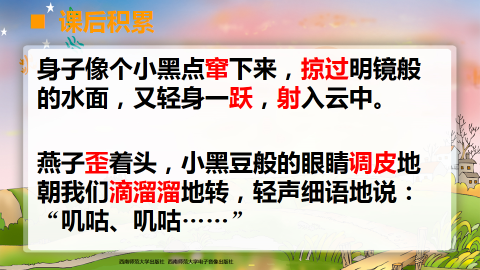 ■ 课后积累
身子像个小黑点窜下来，掠过明镜般
的水面，又轻身一跃，射入云中。
燕子歪着头，小黑豆般的眼睛调皮地
朝我们滴溜溜地转，轻声细语地说：
“叽咕、叽咕……”
西南师范大学出版社 西南师范大学电子音像出版社